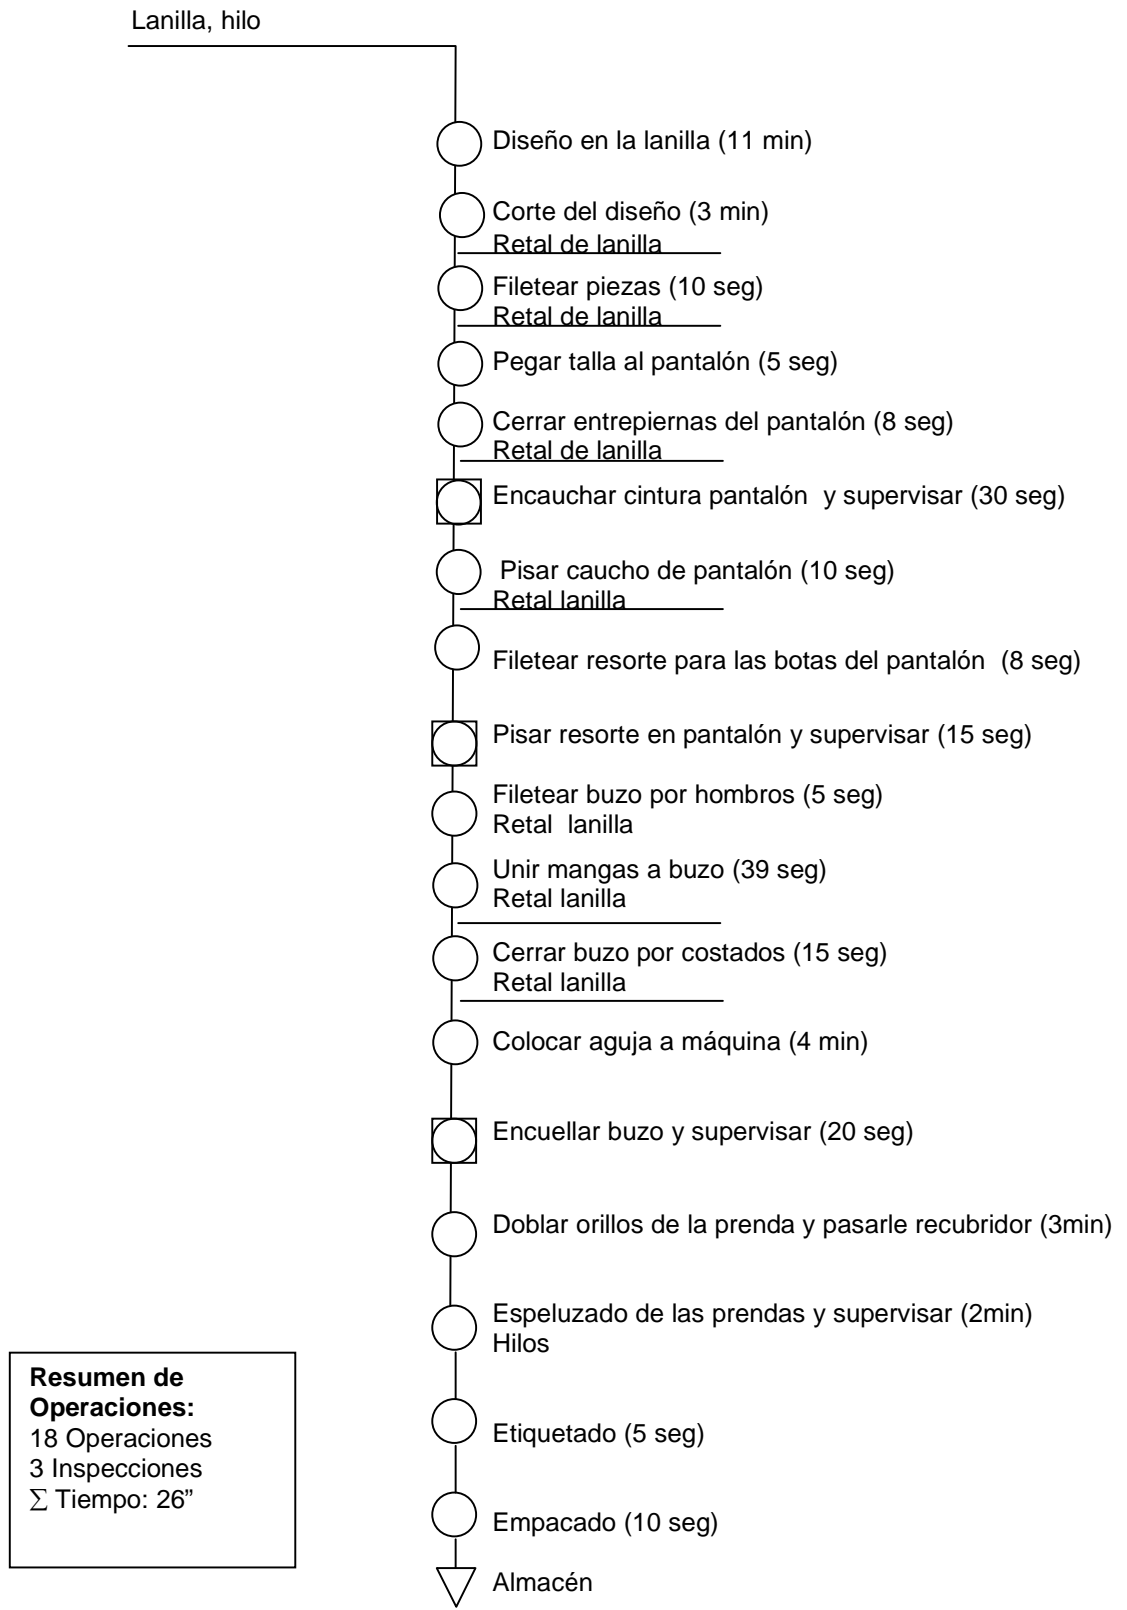 Lanilla, hilo
Diseño en la lanilla (11 min)
Corte del diseño (3 min)
Retal de lanilla
Filetear piezas (10 seg)
Retal de lanilla
Pegar talla al pantalón (5 seg)
Cerrar entrepiernas del pantalón (8 seg)
Retal de lanilla
Encauchar cintura pantalón y supervisar (30 seg)
Pisar caucho de pantalón (10 seg)
Retal lanilla
Filetear resorte para las botas del pantalón (8 seg)
Pisar resorte en pantalón y supervisar (15 seg)
Filetear buzo por hombros (5 seg)
Retal lanilla
Unir mangas a buzo (39 seg)
Retal lanilla
Cerrar buzo por costados (15 seg)
Retal lanilla
Colocar aguja a máquina (4 min)
Encuellar buzo y supervisar (20 seg)
Doblar orillos de la prenda y pasarle recubridor (3min)
Espeluzado de las prendas y supervisar (2min)
Hilos
Etiquetado (5 seg)
Empacado (10 seg)
Almacén
Resumen de
Operaciones:
18 Operaciones
3 Inspecciones
∑ Tiempo: 26”